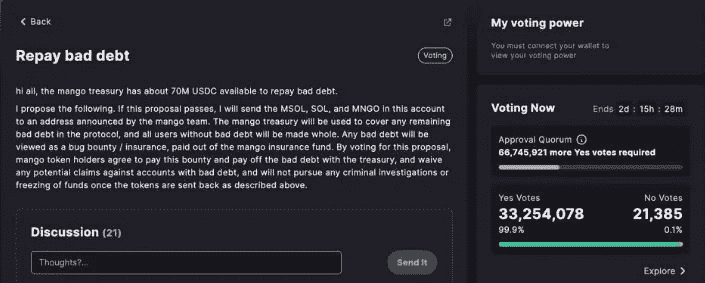 Back
Repay bad debt
Voting
hi all, the mango treasury has about 70M USDC available to repay bad debt.
I propose the following. If this proposal passes, I will send the MSOL, SOL, and MNGO in this account
to an address announced by the mango team. The mango treasury will be used to cover any remaining
bad debt in the protocol, and all users without bad debt will be made whole. Any bad debt will be
viewed as a bug bounty / insurance, paid out of the mango insurance fund. By voting for this proposal,
mango token holders agree to pay this bounty and pay off the bad debt with the treasury, and waive
any potential claims against accounts with bad debt, and will not pursue any criminal investigations or
freezing of funds once the tokens are sent back as described above.
Discussion (21)
Thoughts?...
Send It
My voting power
You must connect your wallet to
view your voting power
Voting Now
Ends 2d : 15h : 28m
Approval Quorum
66,745,921 more Yes votes required
Yes Votes No Votes
33,254,078 21,385
99.9% 0.1%
Explore